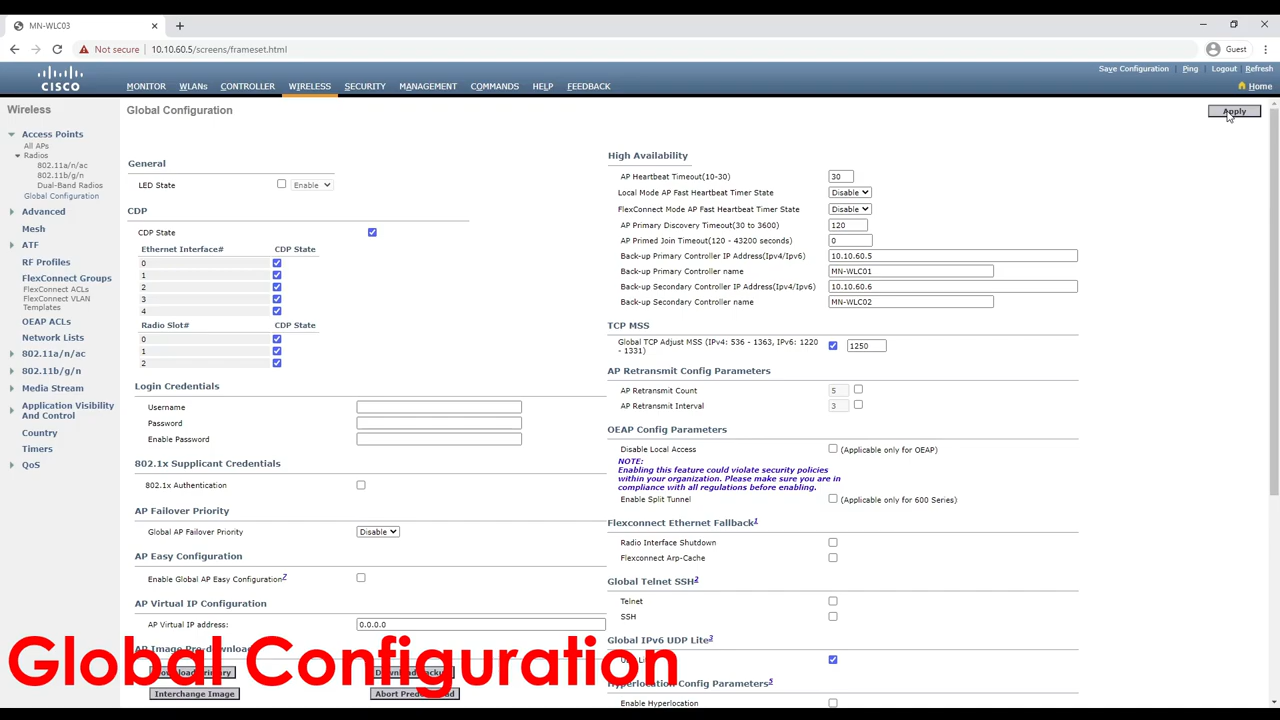 MN-WLC03
Not secure
10.10.60.5/screens/frameset.html
Guest
Save Configuration Ping Logout Refresh
CISCO
MONITOR WLANs CONTROLLER WIRELESS SECURITY MANAGEMENT COMMANDS HELP FEEDBACK
Home
Wireless
Access Points
All APs
Radios
802.11a/n/ac
802.11b/g/n
Dual-Band Radios
Global Configuration
Advanced
Mesh
ATF
RF Profiles
FlexConnect Groups
FlexConnect ACLs
FlexConnect VLAN
Templates
OEAP ACLs
Network Lists
802.11a/n/ac
802.11b/g/n
Media Stream
Application Visibility
And Control
Country
Timers
QoS
Global Configuration
Apply
General
LED State Enable
CDP
CDP State
Ethernet Interface# CDP State
0
1
2
3
4
Radio Slot# CDP State
0
1
2
Login Credentials
Username
Password
Enable Password
802.1x Supplicant Credentials
802.1x Authentication
AP Failover Priority
Global AP Failover Priority Disable
AP Easy Configuration
Enable Global AP Easy Configuration7
AP Virtual IP Configuration
AP Virtual IP address: 0.0.0.0
Interchange Image
High Availability
AP Heartbeat Timeout(10-30) 30
Local Mode AP Fast Heartbeat Timer State Disable
FlexConnect Mode AP Fast Heartbeat Timer State Disable
AP Primary Discovery Timeout(30 to 3600) 120
AP Primed Join Timeout(120 - 43200 seconds) 0
Back-up Primary Controller IP Address(Ipv4/Ipv6) 10.10.60.5
Back-up Primary Controller name MN-WLC01
Back-up Secondary Controller IP Address(Ipv4/Ipv6) 10.10.60.6
Back-up Secondary Controller name MN-WLC02
TCP MSS
Global TCP Adjust MSS (IPv4: 536 - 1363, IPv6: 1220
- 1331) 1250
AP Retransmit Config Parameters
AP Retransmit Count 5
AP Retransmit Interval 3
OEAP Config Parameters
Disable Local Access (Applicable only for OEAP)
NOTE:
Enabling this feature could violate security policies
within your organization. Please make sure you are in
compliance with all regulations before enabling.
Enable Split Tunnel (Applicable only for 600 Series)
Flexconnect Ethernet Fallback1
Radio Interface Shutdown
Flexconnect Arp-Cache
Global Telnet SSH2
Telnet
SSH
Global IPv6 UDP Lite3
Hyperlocation Config Parameters5
Enable Hyperlocation
Global Configuration